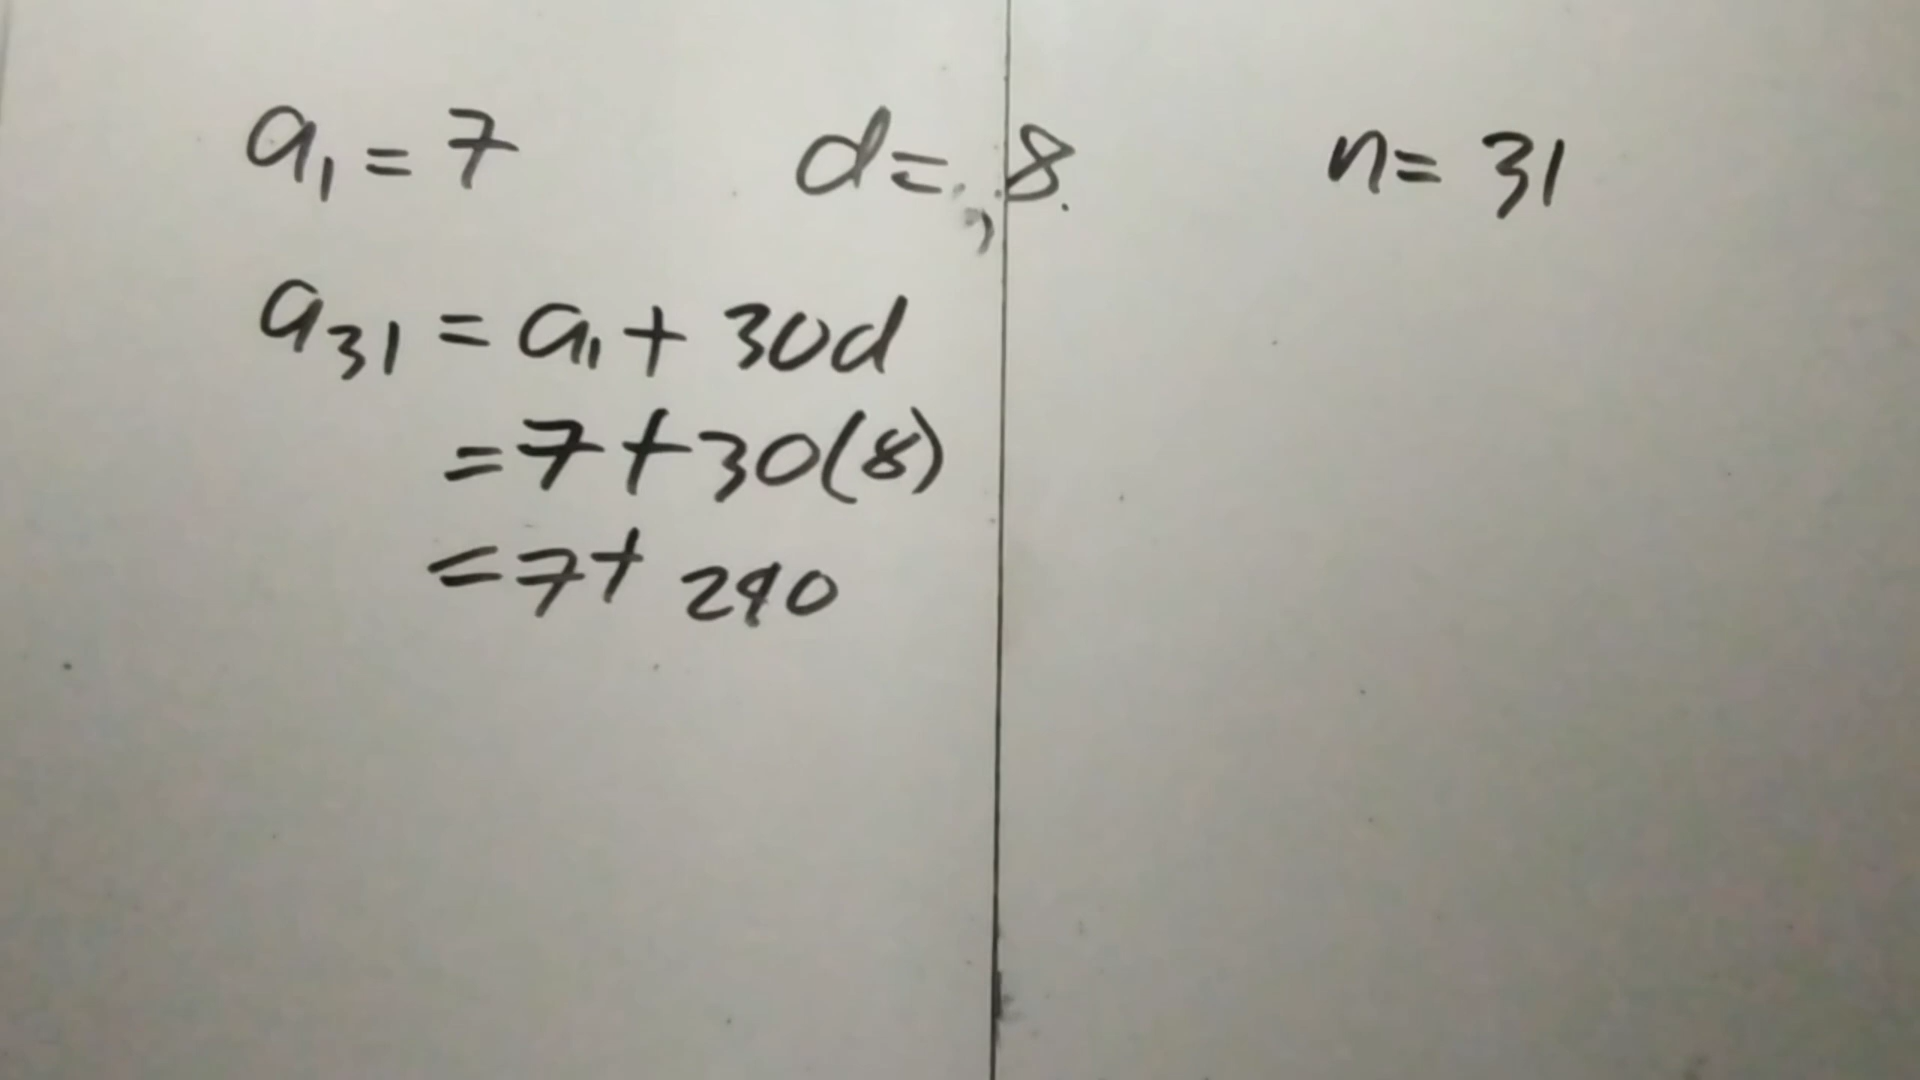 a₁ = 7 d = 8 n = 31
a₃₁ = a₁ + 30d
= 7 + 30(8)
= 7 + 240